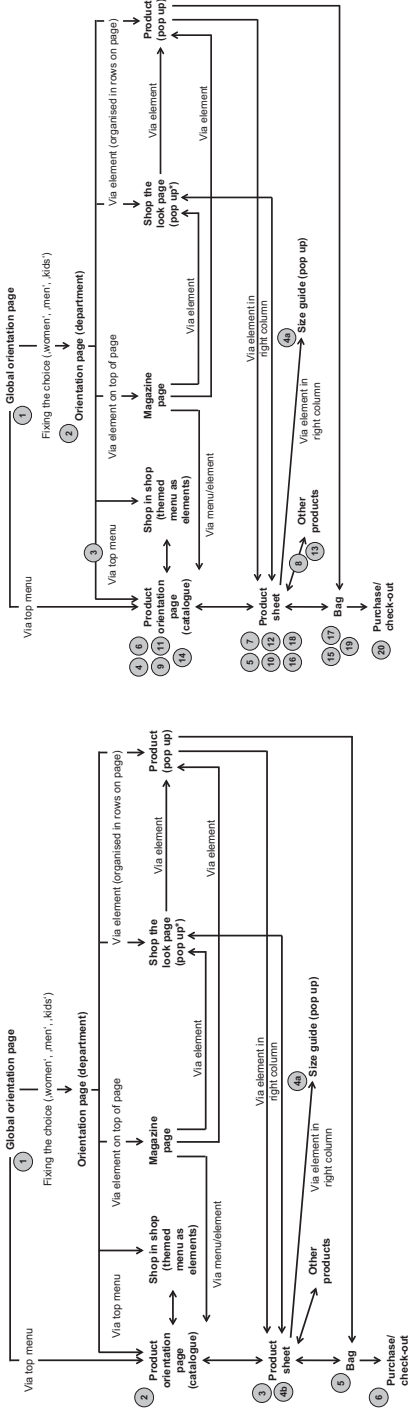 Global orientation page
1
Via top menu
Fixing the choice (‚women', ‚men', ‚kids')
Orientation page (department)
Via top menu
Via element on top of page
Via element (organised in rows on page)
2
Product
orientation
page
(catalogue)
Shop in shop
(themed
menu as
elements)
Magazine
page
Shop the
look page
(pop up*)
Product
(pop up)
Via element
Via element
Via element
Via menu/element
Via element in
right column
3
4b
Product
sheet
Other
products
4a
Size guide (pop up)
Via element in
right column
5
Bag
6
Purchase/
check-out
Global orientation page
1
Via top menu
Fixing the choice (‚women', ‚men', ‚kids')
2
Orientation page (department)
3
Via top menu
Via element on top of page
Via element (organised in rows on page)
4
6
9
11
14
Product
orientation
page
(catalogue)
Shop in shop
(themed
menu as
elements)
Magazine
page
Shop the
look page
(pop up*)
Product
(pop up)
Via element
Via element
Via element
Via menu/element
Via element in
right column
5
7
10
12
16
18
Product
sheet
8
13
Other
products
4a
Size guide (pop up)
Via element in
right column
15
17
19
Bag
20
Purchase/
check-out